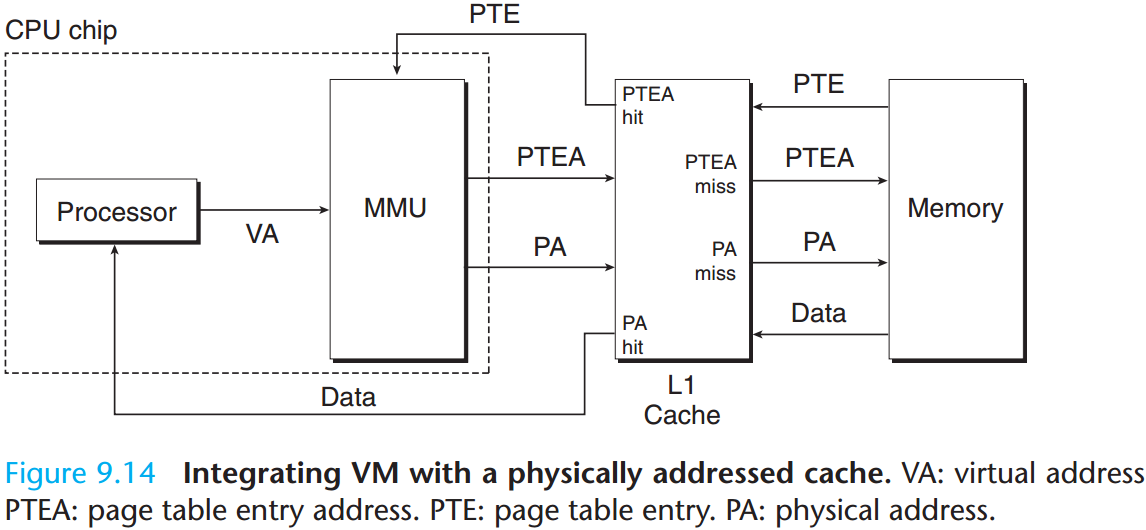 CPU chip
PTE
PTEA
hit
PTE
PTEA
PTEA
miss
PTEA
Processor
VA
MMU
Memory
PA
PA
miss
PA
PA
hit
Data
Data
L1
Cache
Figure 9.14 Integrating VM with a physically addressed cache. VA: virtual address
PTEA: page table entry address. PTE: page table entry. PA: physical address.